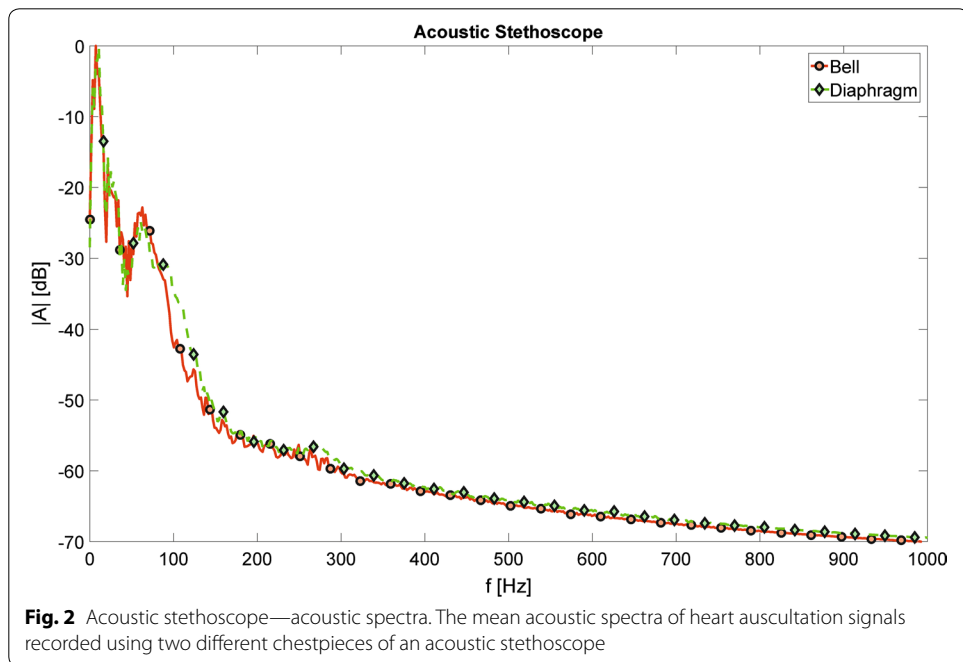 Acoustic Stethoscope
Bell
Diaphragm
0
-10
-20
-30
-40
-50
-60
-70
|A| [dB]
0 100 200 300 400 500 600 700 800 900 1000
f [Hz]
Fig. 2 Acoustic stethoscope—acoustic spectra. The mean acoustic spectra of heart auscultation signals
recorded using two different chestpieces of an acoustic stethoscope